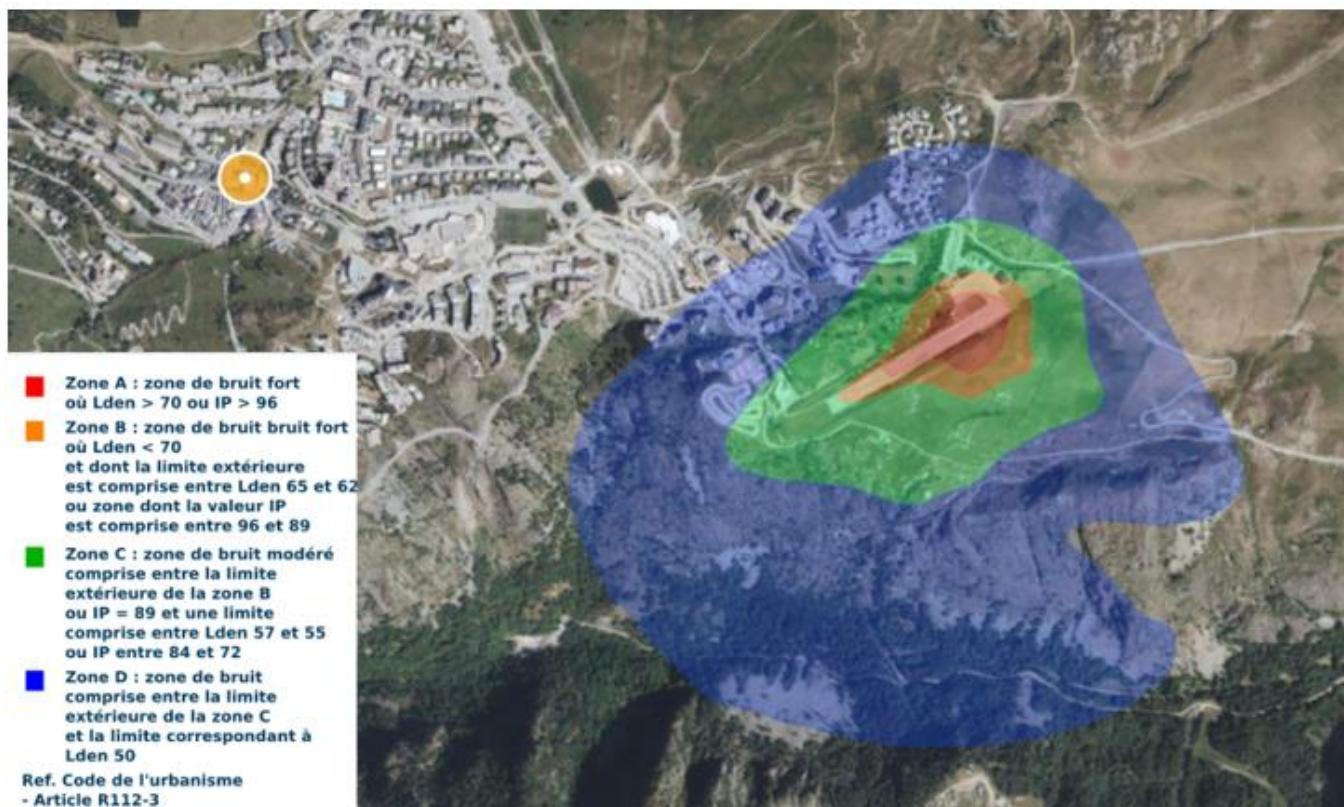 Zone A : zone de bruit fort
où Lden > 70 ou IP > 96
Zone B : zone de bruit bruit fort
où Lden < 70
et dont la limite extérieure
est comprise entre Lden 65 et 62
ou zone dont la valeur IP
est comprise entre 96 et 89
Zone C : zone de bruit modéré
comprise entre la limite
extérieure de la zone B
ou IP = 89 et une limite
comprise entre Lden 57 et 55
ou IP entre 84 et 72
Zone D : zone de bruit
comprise entre la limite
extérieure de la zone C
et la limite correspondant à
Lden 50
Ref. Code de l'urbanisme
- Article R112-3